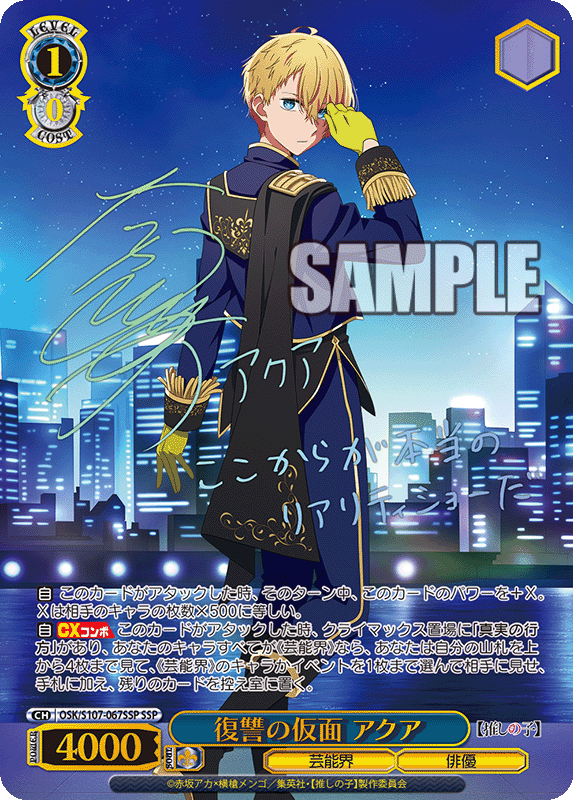 LEVEL
1
0
COST
SAMPLE
アクア
ここからが本当の
リアリティショーだ
自 このカードがアタックした時、そのターン中、このカードのパワーを＋X。
Xは相手のキャラの枚数×500に等しい。
自 CXコンボ このカードがアタックした時、クライマックス置場に「真実の行
方」があり、あなたのキャラすべてが《芸能界》なら、あなたは自分の山札を上
から4枚まで見て、《芸能界》のキャラかイベントを1枚まで選んで相手に見せ、
手札に加え、残りのカードを控え室に置く。
CH OSK/S107-067SSP SSP
復讐の仮面 アクア
【推しの子】
POWER 4000 SOUL 芸能界 俳優
©赤坂アカ×横槍メンゴ／集英社・【推しの子】製作委員会